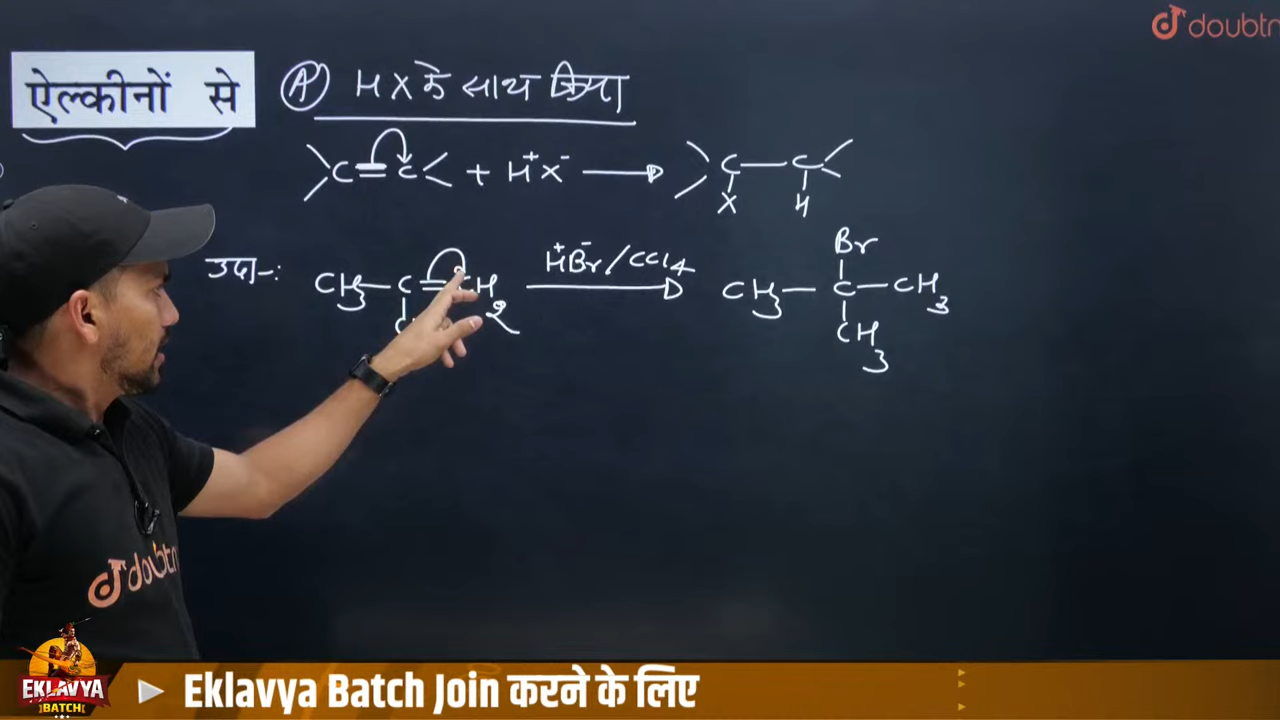 doubtn
ऐल्कीनों से
(A) HX के साथ क्रिया
>C=C< + H⁺X⁻ → >C—C<
X H
उदा-: CH₃—C=CH₂ H⁺Br⁻/CCl₄ → CH₃—C—CH₃
Br
CH₃
doubtn
EKLAVYA
BATCH
Eklavya Batch Join करने के लिए